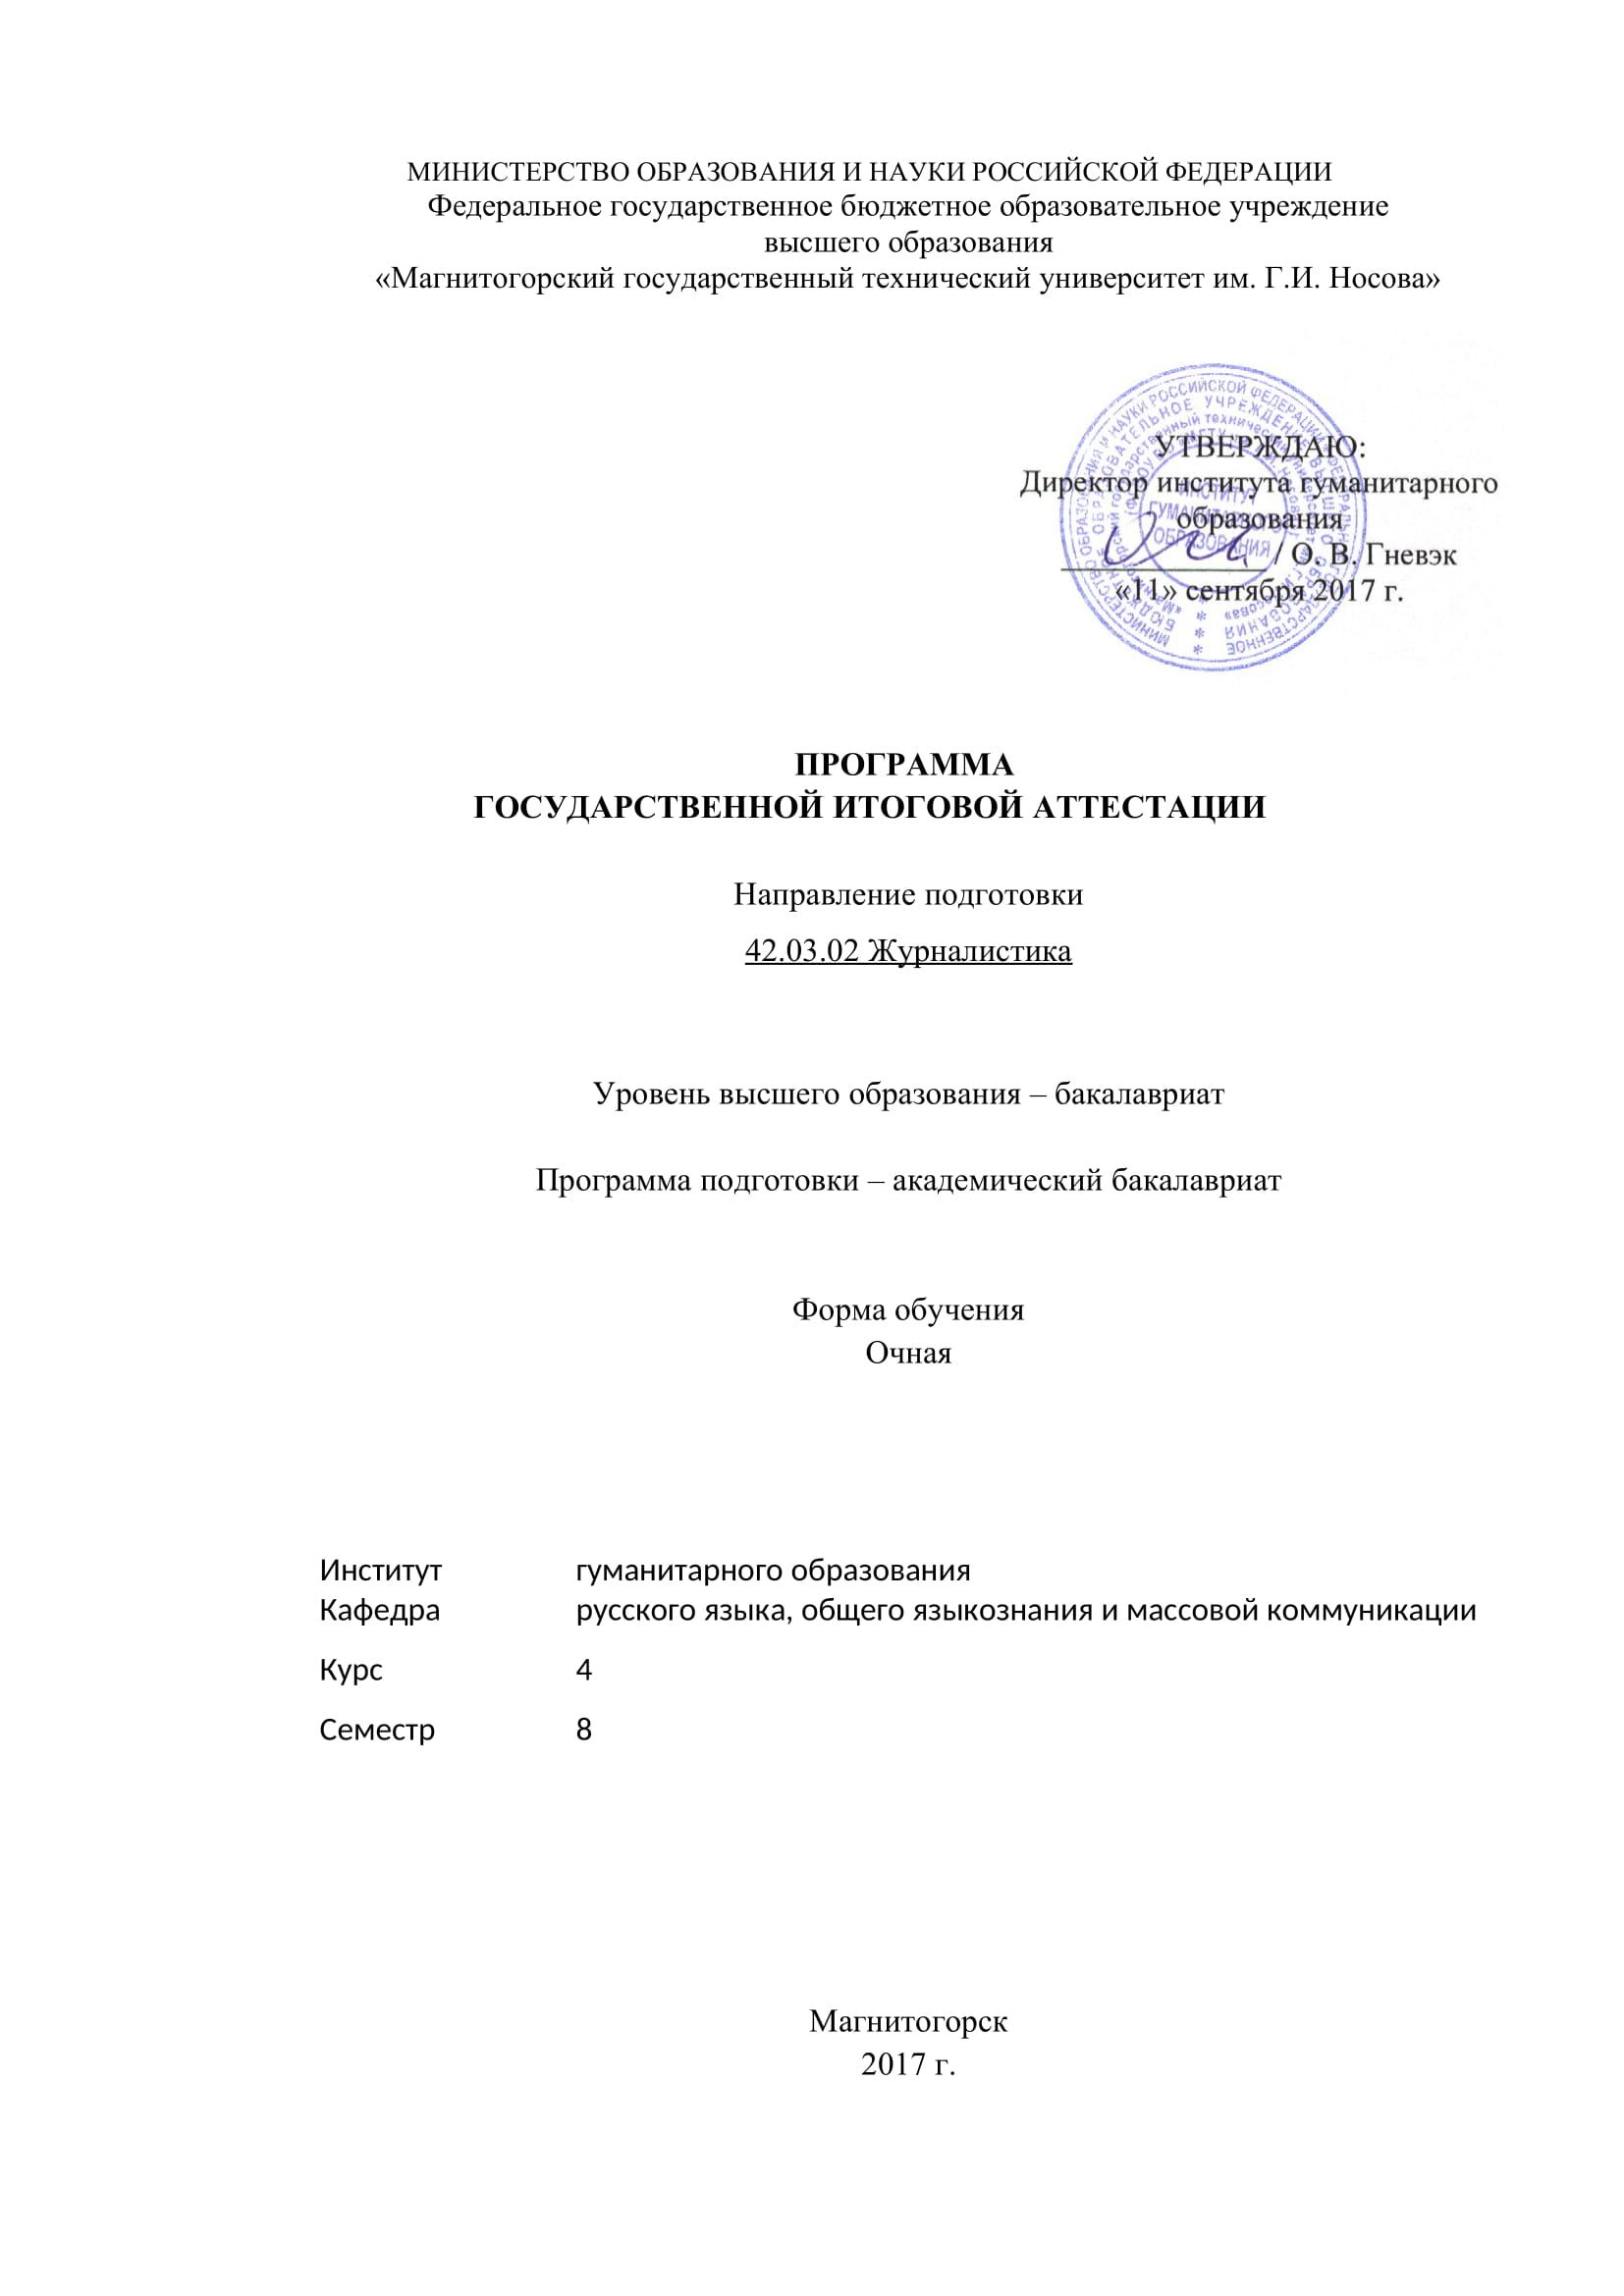 МИНИСТЕРСТВО ОБРАЗОВАНИЯ И НАУКИ РОССИЙСКОЙ ФЕДЕРАЦИИ
Федеральное государственное бюджетное образовательное учреждение
высшего образования
«Магнитогорский государственный технический университет им. Г.И. Носова»
УТВЕРЖДАЮ:
Директор института гуманитарного
образования
/ О. В. Гневэк
«11» сентября 2017 г.
ИНСТИТУТ
ГУМАНИТАРНОГО
ОБРАЗОВАНИЯ
ПРОГРАММА
ГОСУДАРСТВЕННОЙ ИТОГОВОЙ АТТЕСТАЦИИ
Направление подготовки
42.03.02 Журналистика
Уровень высшего образования – бакалавриат
Программа подготовки – академический бакалавриат
Форма обучения
Очная
Институт гуманитарного образования
Кафедра русского языка, общего языкознания и массовой коммуникации
Курс 4
Семестр 8
Магнитогорск
2017 г.